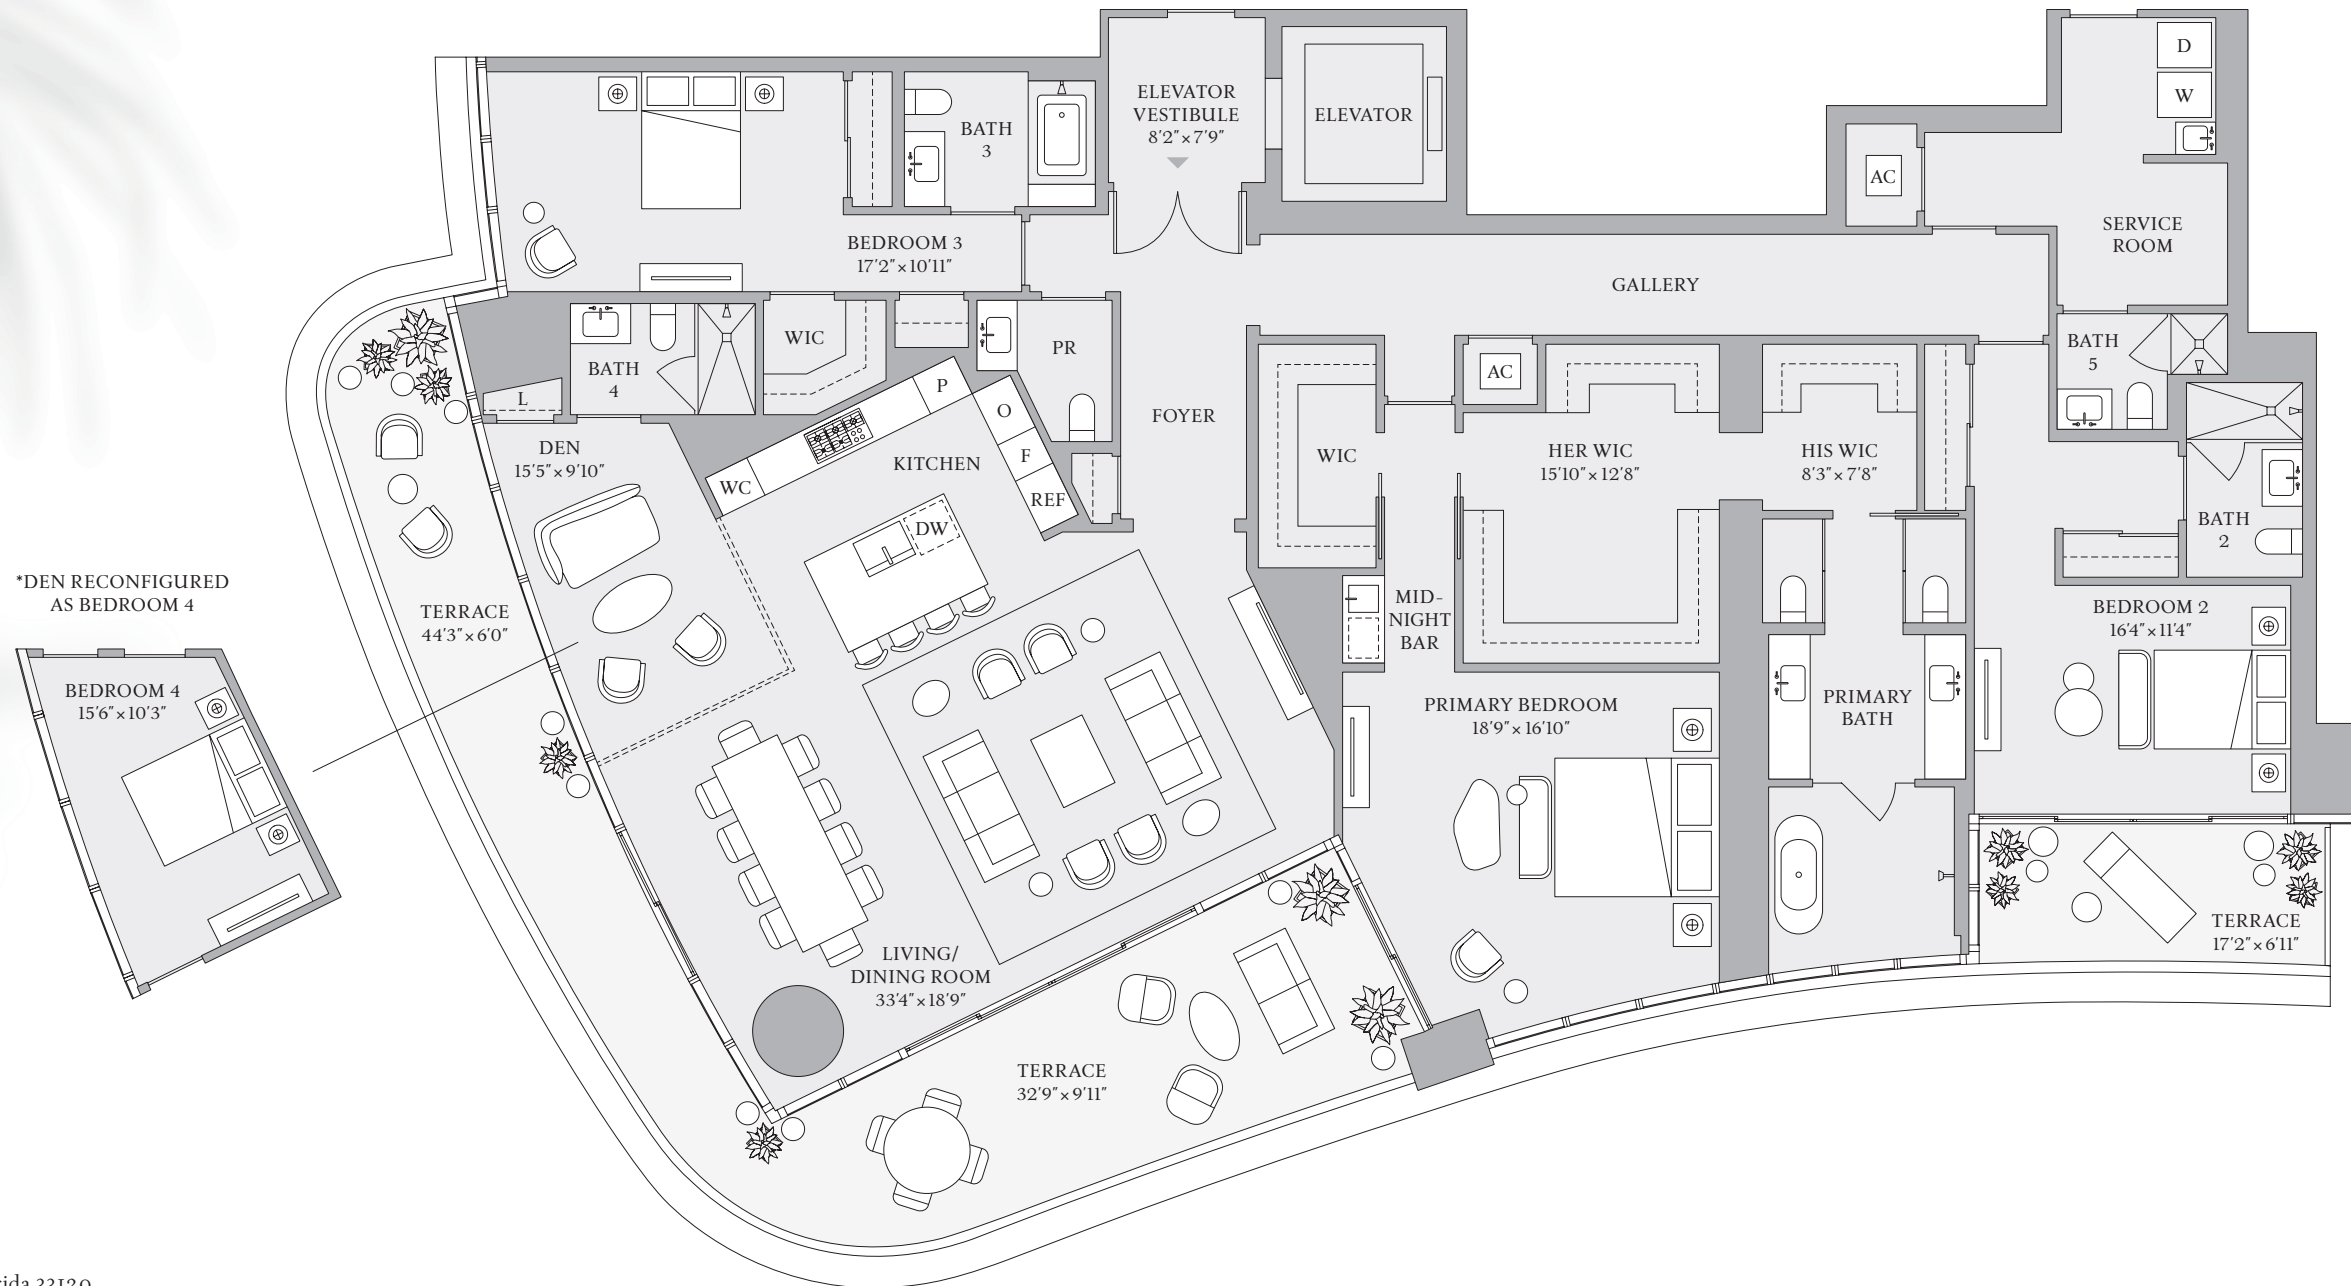 D
W
ELEVATOR
VESTIBULE
8'2"×7'9"
ELEVATOR
BATH
3
AC
SERVICE
ROOM
BEDROOM 3
17'2"×10'11"
GALLERY
WIC
PR
BATH
4
L
P
O
F
REF
WC
KITCHEN
DW
FOYER
DEN
15'5"×9'10"
WIC
AC
HER WIC
15'10"×12'8"
HIS WIC
8'3"×7'8"
BATH
5
BATH
2
*DEN RECONFIGURED
AS BEDROOM 4
TERRACE
44'3"×6'0"
MID-
NIGHT
BAR
BEDROOM 2
16'4"×11'4"
BEDROOM 4
15'6"×10'3"
PRIMARY BEDROOM
18'9"×16'10"
PRIMARY
BATH
LIVING/
DINING ROOM
33'4"×18'9"
TERRACE
17'2"×6'11"
TERRACE
32'9"×9'11"